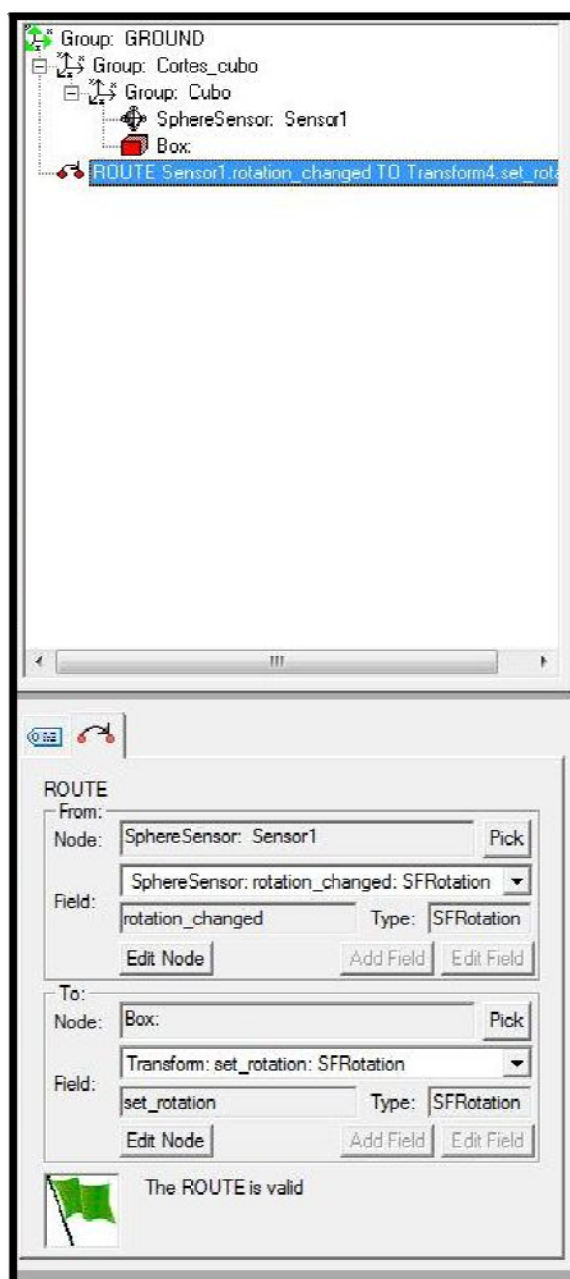 Group: GROUND
Group: Cortes_cubo
Group: Cubo
SphereSensor: Sensor1
Box:
ROUTE Sensor1.rotation_changed TO Transform4.set_rota
ROUTE
From:
Node: SphereSensor: Sensor1 Pick
SphereSensor: rotation_changed: SFRotation
Field:
rotation_changed Type: SFRotation
Edit Node Add Field Edit Field
To:
Node: Box: Pick
Transform: set_rotation: SFRotation
Field:
set_rotation Type: SFRotation
Edit Node Add Field Edit Field
The ROUTE is valid